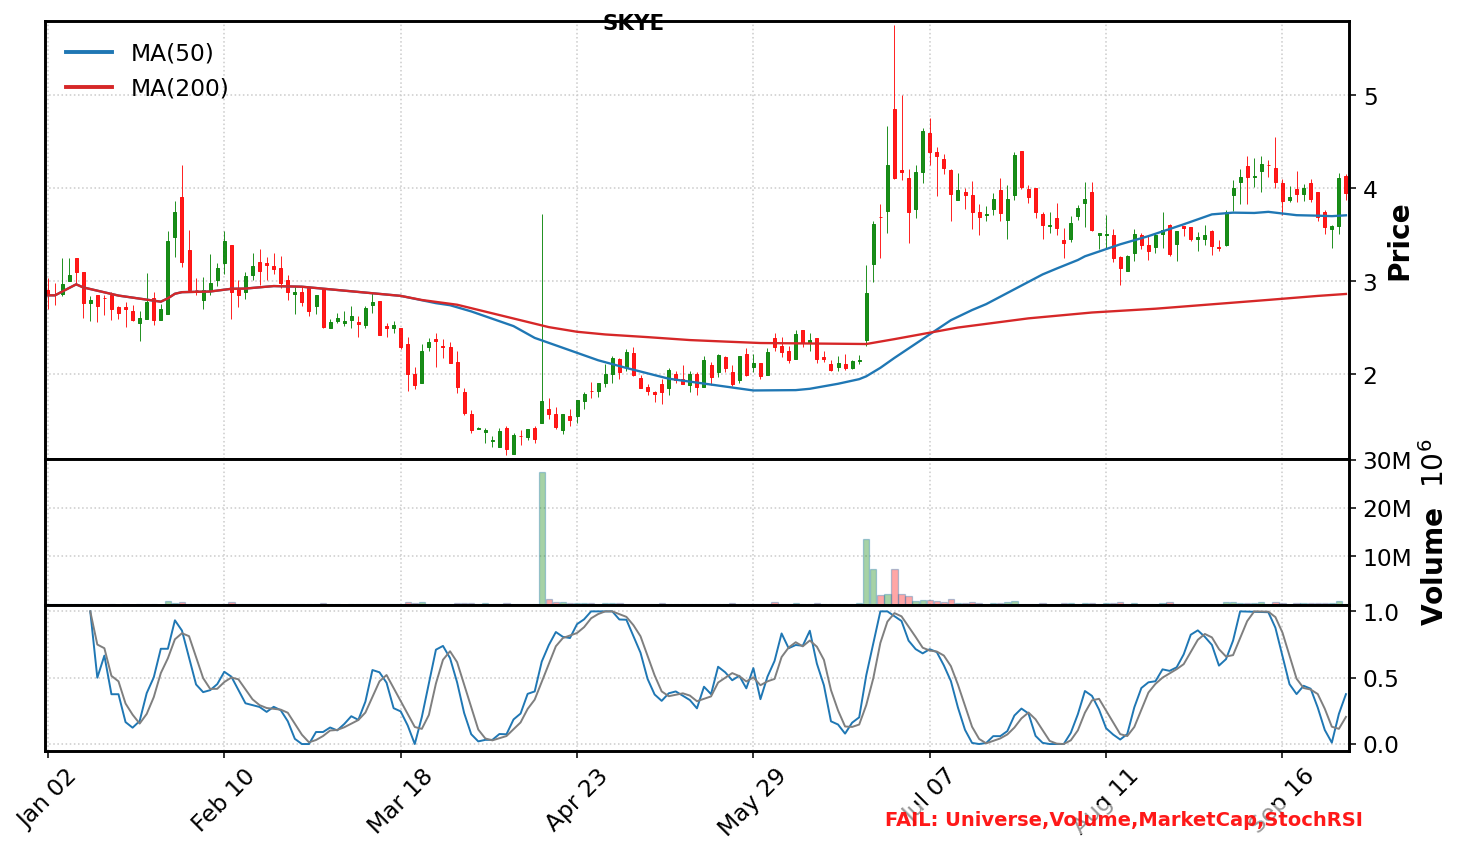 SKYE
MA(50)
MA(200)
5
4
3
2
Price
30M
20M
10M
Volume 10^6
1.0
0.5
0.0
Jan 02
Feb 10
Mar 18
Apr 23
May 29
Jul 07
Aug 11
Sep 16
FAIL: Universe,Volume,MarketCap,StochRSI